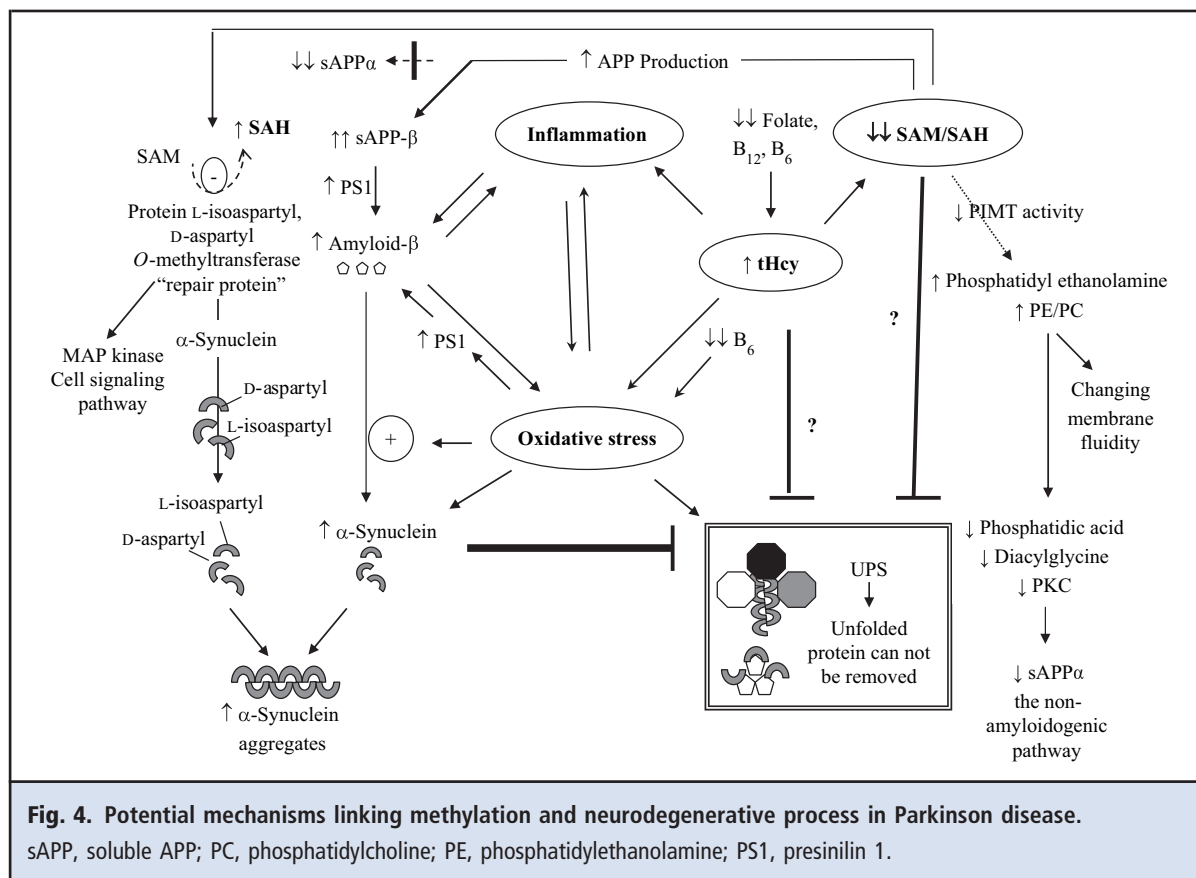 ↓↓ sAPPα
↑ APP Production
↑ SAH
SAM
-
↑↑ sAPP-β
Inflammation
↓↓ Folate,
B12, B6
↓↓ SAM/SAH
↑ PS1
↓ PIMT activity
Protein L-isoaspartyl,
D-aspartyl
O-methyltransferase
“repair protein”
↑ Amyloid-β
↑ tHcy
↑ Phosphatidyl ethanolamine
↑ PE/PC
?
α-Synuclein
↑ PS1
↓↓ B6
MAP kinase
Cell signaling
pathway
D-aspartyl
L-isoaspartyl
Changing
membrane
fluidity
+
Oxidative stress
?
L-isoaspartyl
D-aspartyl
↑ α-Synuclein
↓ Phosphatidic acid
↓ Diacylglycine
↓ PKC
UPS
Unfolded
protein can not
be removed
↓ sAPPα
the non-
amyloidogenic
pathway
↑ α-Synuclein
aggregates
Fig. 4. Potential mechanisms linking methylation and neurodegenerative process in Parkinson disease.
sAPP, soluble APP; PC, phosphatidylcholine; PE, phosphatidylethanolamine; PS1, presinilin 1.